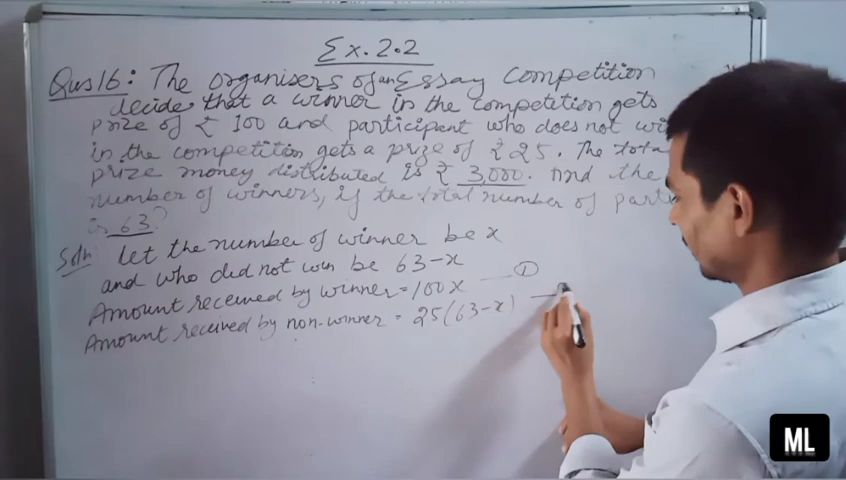 Ex. 2.2
Qus 16: The organisers of an Essay competition
decide that a winner in the competition gets
prize of ₹ 100 and participant who does not wi
in the competition gets a prize of ₹ 25. The tota
prize money distributed is ₹ 3,000. Find the
number of winners, if the total number of parti
is 63?
Soln: let the number of winner be x
and who did not win be 63-x
Amount received by winner = 100x — ①
Amount received by non-winner = 25(63-x) —
ML